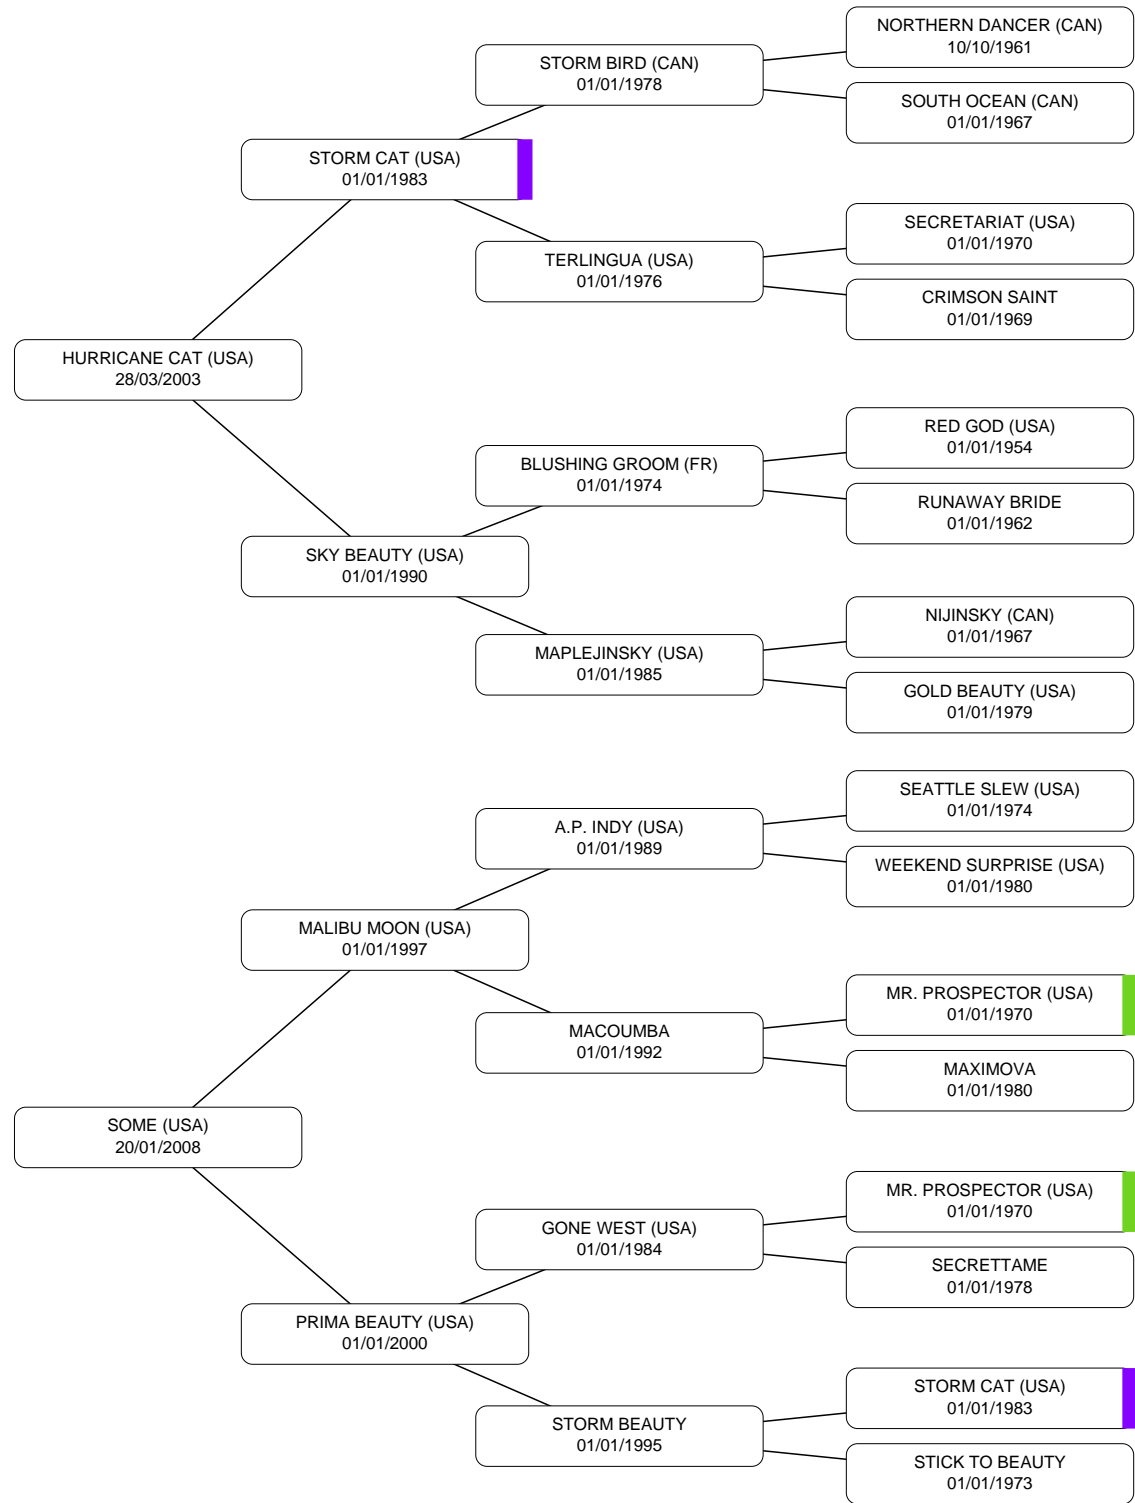 NORTHERN DANCER (CAN)
10/10/1961
STORM BIRD (CAN)
01/01/1978
SOUTH OCEAN (CAN)
01/01/1967
STORM CAT (USA)
01/01/1983
SECRETARIAT (USA)
01/01/1970
TERLINGUA (USA)
01/01/1976
CRIMSON SAINT
01/01/1969
HURRICANE CAT (USA)
28/03/2003
RED GOD (USA)
01/01/1954
BLUSHING GROOM (FR)
01/01/1974
RUNAWAY BRIDE
01/01/1962
SKY BEAUTY (USA)
01/01/1990
NIJINSKY (CAN)
01/01/1967
MAPLEJINSKY (USA)
01/01/1985
GOLD BEAUTY (USA)
01/01/1979
SEATTLE SLEW (USA)
01/01/1974
A.P. INDY (USA)
01/01/1989
WEEKEND SURPRISE (USA)
01/01/1980
MALIBU MOON (USA)
01/01/1997
MR. PROSPECTOR (USA)
01/01/1970
MACOUMBA
01/01/1992
MAXIMOVA
01/01/1980
SOME (USA)
20/01/2008
MR. PROSPECTOR (USA)
01/01/1970
GONE WEST (USA)
01/01/1984
SECRETTAME
01/01/1978
PRIMA BEAUTY (USA)
01/01/2000
STORM CAT (USA)
01/01/1983
STORM BEAUTY
01/01/1995
STICK TO BEAUTY
01/01/1973